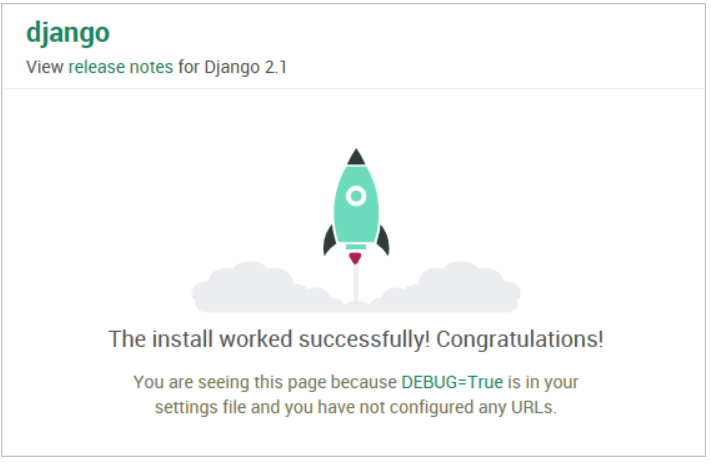 django
View release notes for Django 2.1
The install worked successfully! Congratulations!
You are seeing this page because DEBUG=True is in your
settings file and you have not configured any URLs.